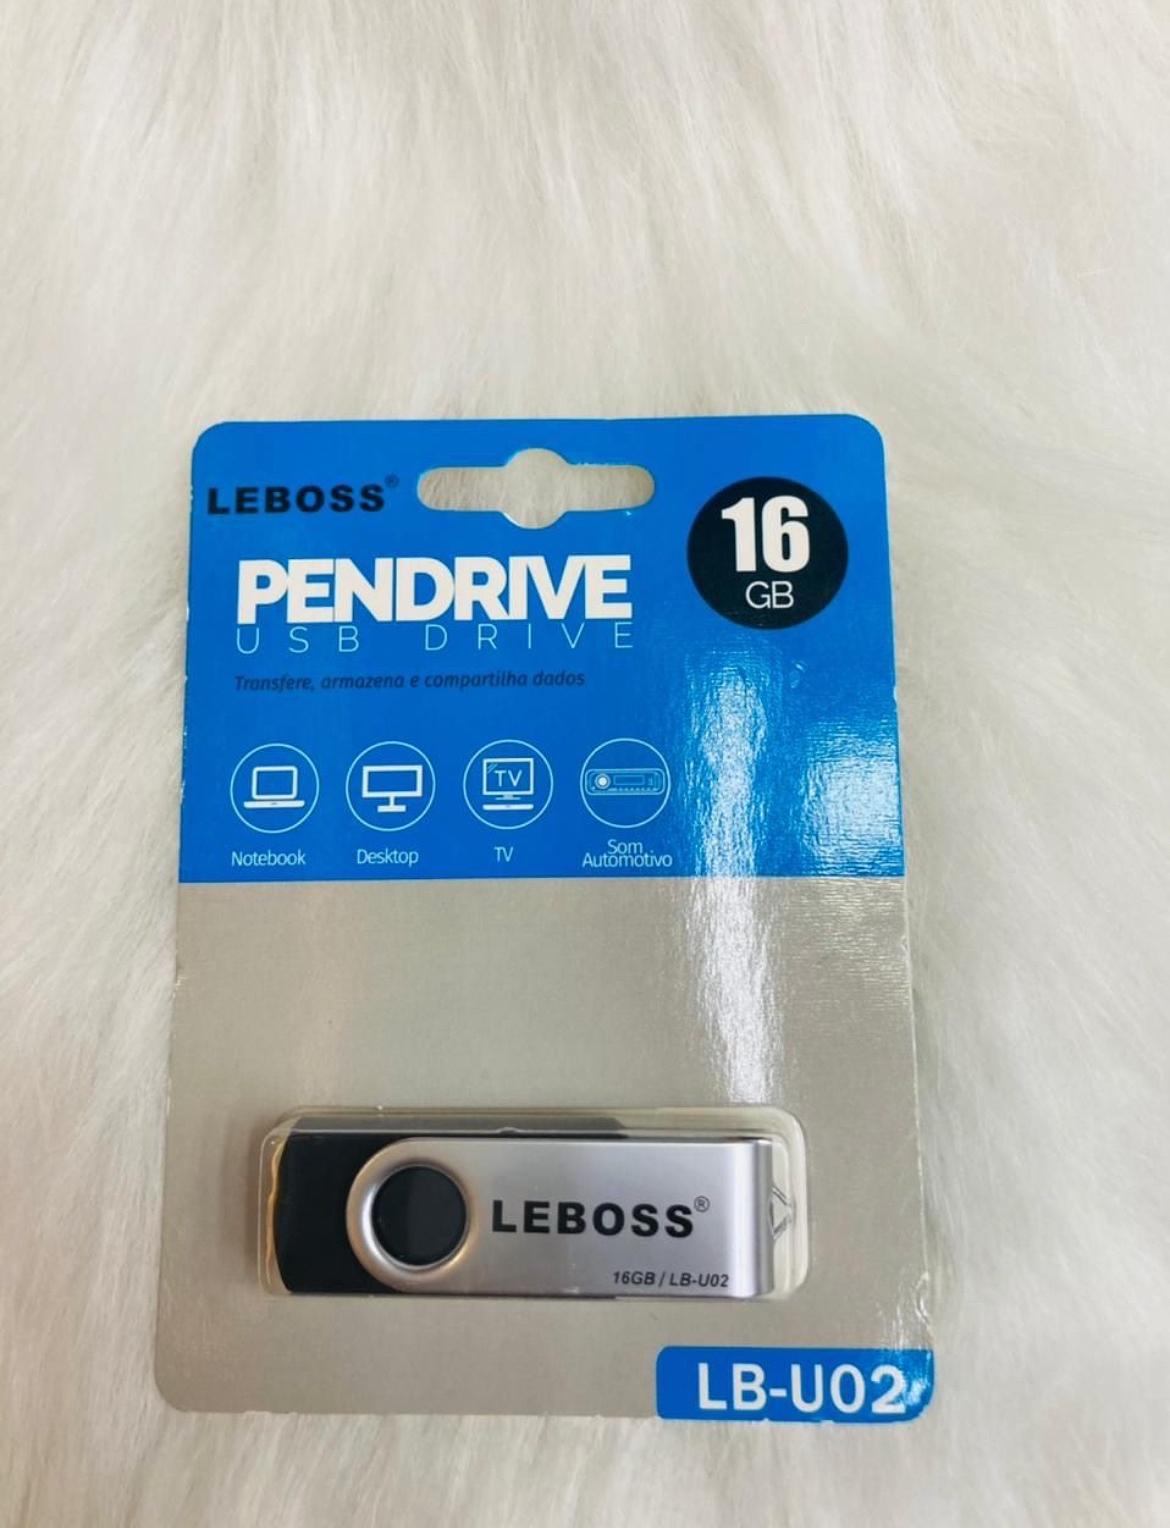 LEBOSS®
16
GB
PENDRIVE
USB DRIVE
Transfere, armazena e compartilha dados
TV
Notebook
Desktop
TV
Som
Automotivo
LEBOSS®
16GB / LB-U02
LB-U02